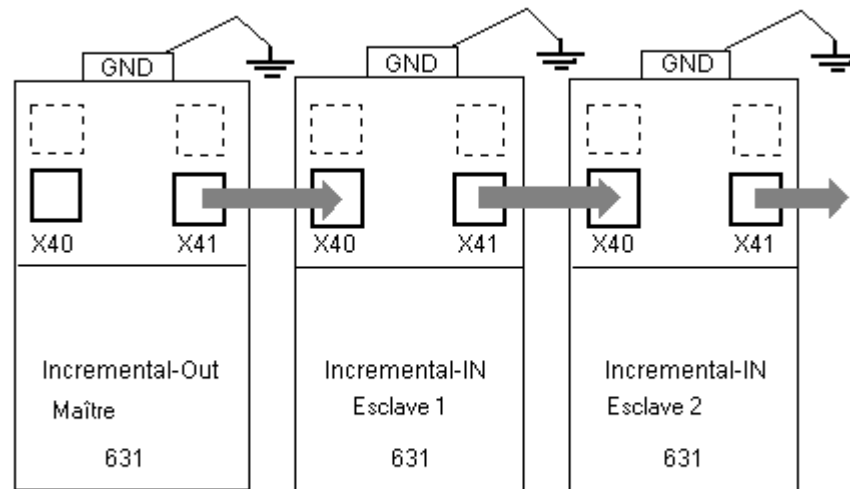 GND
GND
GND
X40
X41
X40
X41
X40
X41
Incremental-Out
Maître
631
Incremental-IN
Esclave 1
631
Incremental-IN
Esclave 2
631